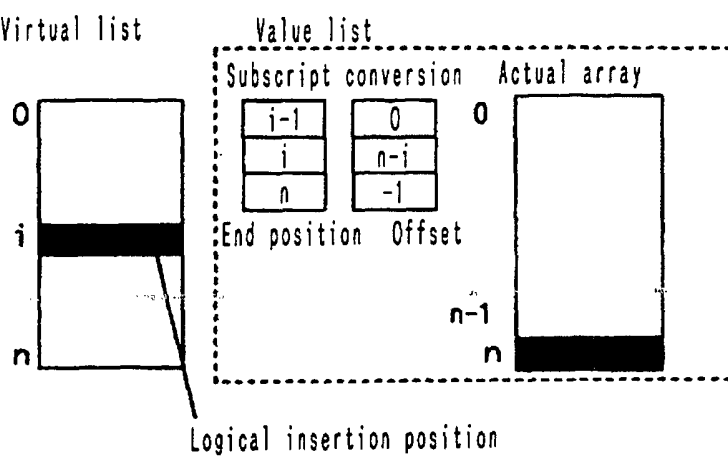 Virtual list Value list
Subscript conversion Actual array
0 i-1 0 0
i n-i
n -1
i End position Offset
n-1
n n
Logical insertion position